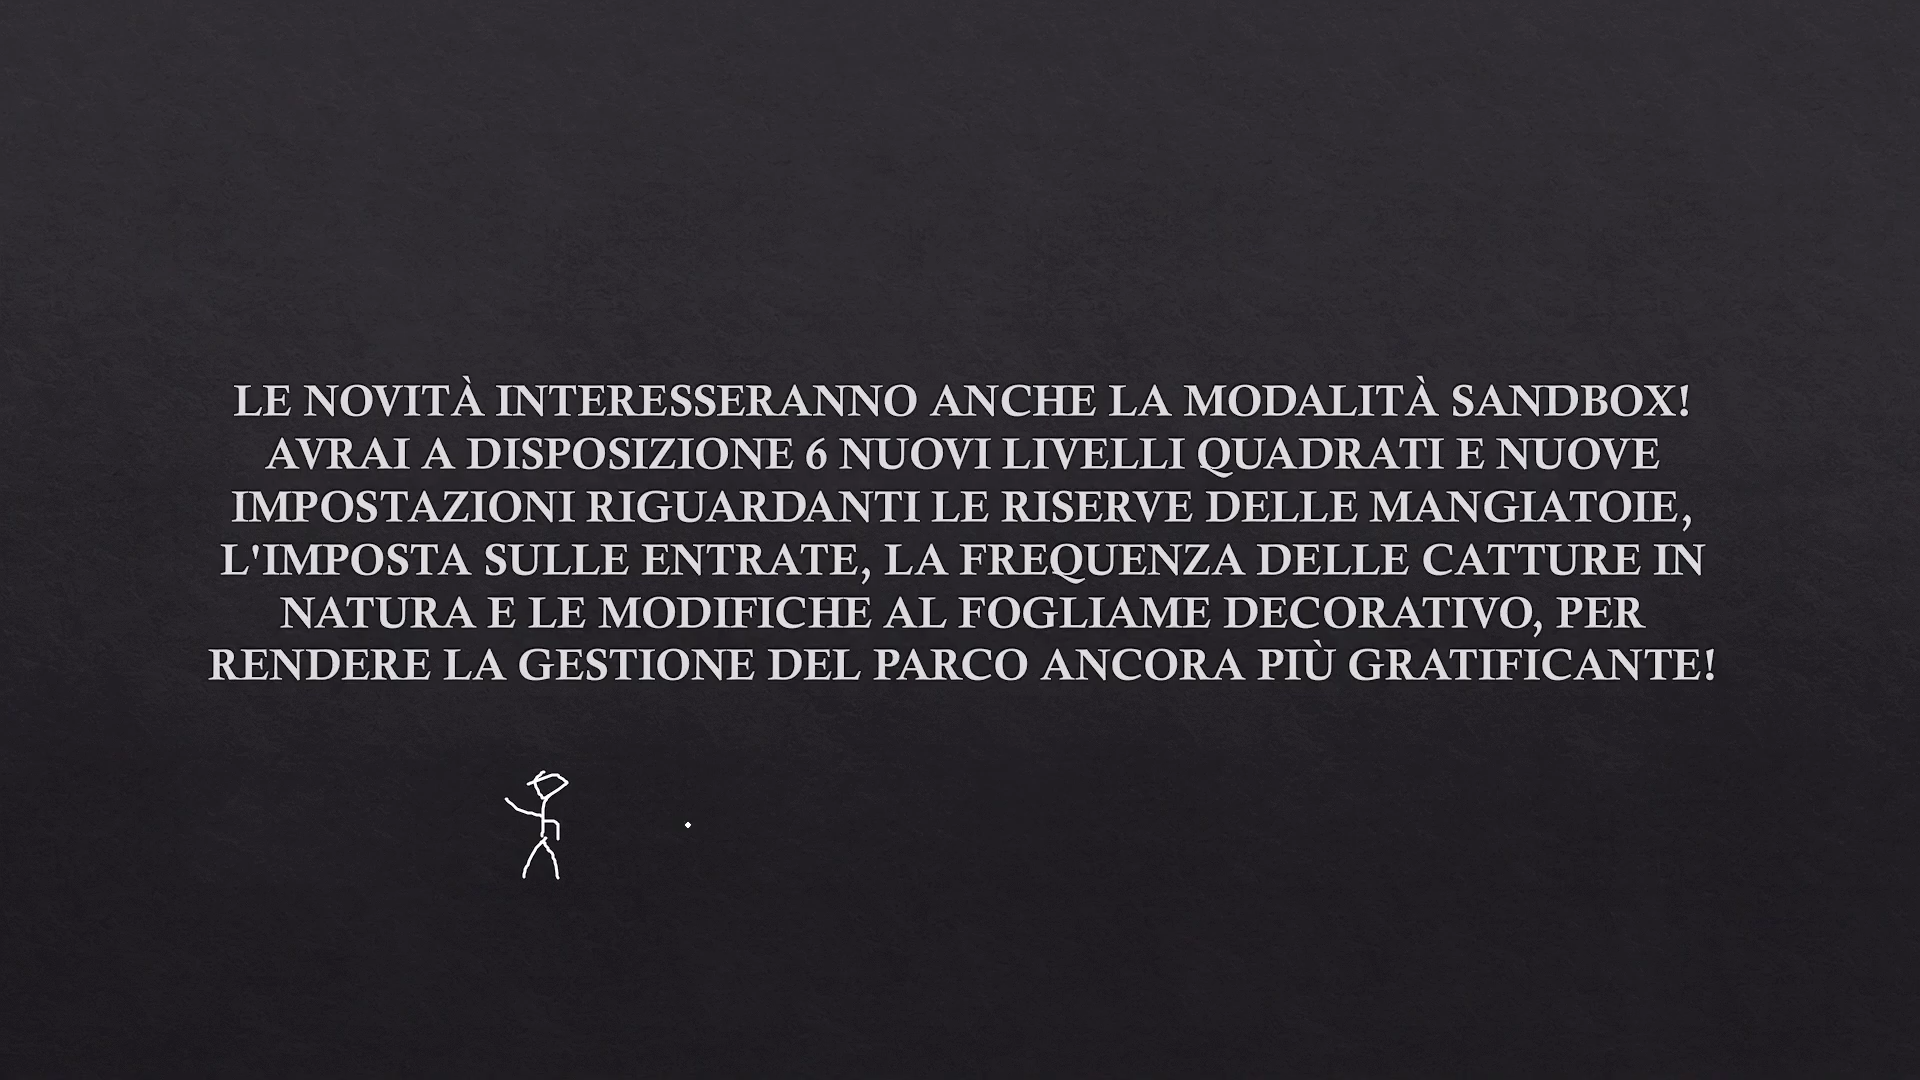 LE NOVITÀ INTERESSERANNO ANCHE LA MODALITÀ SANDBOX!
AVRAI A DISPOSIZIONE 6 NUOVI LIVELLI QUADRATI E NUOVE
IMPOSTAZIONI RIGUARDANTI LE RISERVE DELLE MANGIATOIE,
L'IMPOSTA SULLE ENTRATE, LA FREQUENZA DELLE CATTURE IN
NATURA E LE MODIFICHE AL FOGLIAME DECORATIVO, PER
RENDERE LA GESTIONE DEL PARCO ANCORA PIÙ GRATIFICANTE!